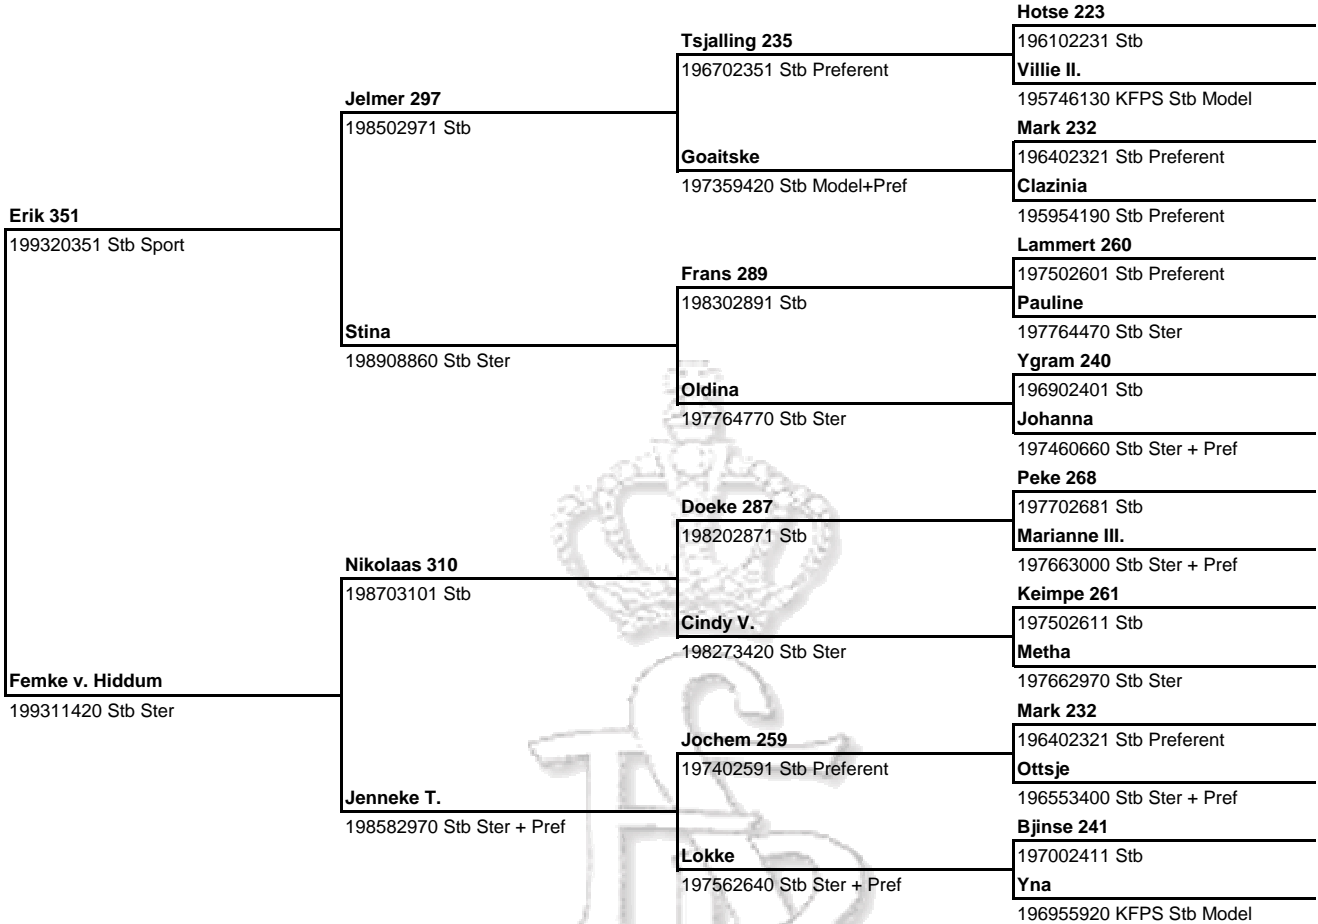 Hotse 223
Tsjalling 235
196102231 Stb
196702351 Stb Preferent
Villie II.
Jelmer 297
195746130 KFPS Stb Model
198502971 Stb
Mark 232
Goaitske
196402321 Stb Preferent
197359420 Stb Model+Pref
Clazinia
Erik 351
195954190 Stb Preferent
199320351 Stb Sport
Lammert 260
Frans 289
197502601 Stb Preferent
198302891 Stb
Pauline
Stina
197764470 Stb Ster
198908860 Stb Ster
Ygram 240
Oldina
196902401 Stb
197764770 Stb Ster
Johanna
197460660 Stb Ster + Pref
Peke 268
Doeke 287
197702681 Stb
198202871 Stb
Marianne III.
Nikolaas 310
197663000 Stb Ster + Pref
198703101 Stb
Keimpe 261
Cindy V.
197502611 Stb
198273420 Stb Ster
Metha
Femke v. Hiddum
197662970 Stb Ster
199311420 Stb Ster
Mark 232
Jochem 259
196402321 Stb Preferent
197402591 Stb Preferent
Ottsje
Jenneke T.
196553400 Stb Ster + Pref
198582970 Stb Ster + Pref
Bjinse 241
Lokke
197002411 Stb
197562640 Stb Ster + Pref
Yna
196955920 KFPS Stb Model